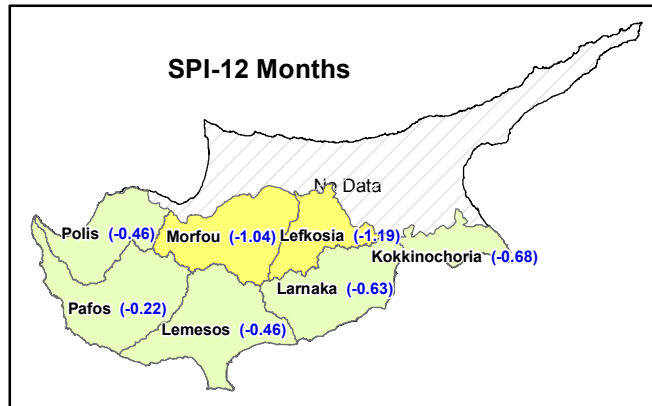 SPI-12 Months
No Data
Polis (-0.46)
Morfou (-1.04)
Lefkosia (-1.19)
Kokkinochoria (-0.68)
Larnaka (-0.63)
Pafos (-0.22)
Lemesos (-0.46)